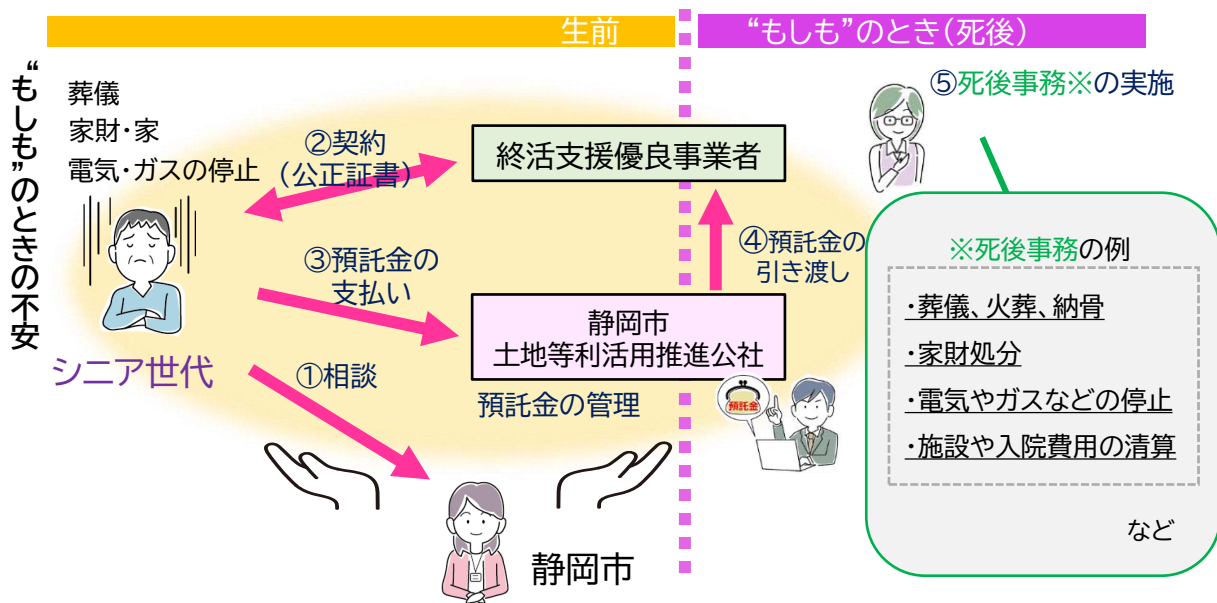 生前
“もしも”のとき(死後)
“もしも”のときの不安
葬儀
家財・家
電気・ガスの停止
シニア世代
②契約
(公正証書)
終活支援優良事業者
③預託金の
支払い
静岡市
土地等利活用推進公社
預託金の管理
預託金
①相談
静岡市
④預託金の
引き渡し
⑤死後事務※の実施
※死後事務の例
・葬儀、火葬、納骨
・家財処分
・電気やガスなどの停止
・施設や入院費用の清算
など